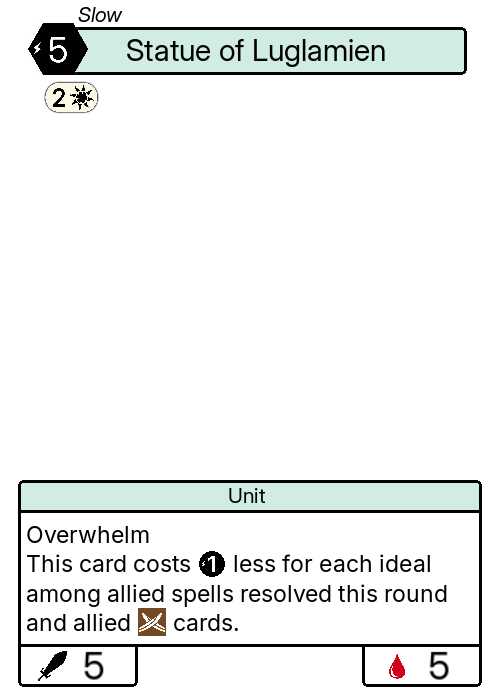 Slow
5 Statue of Luglamien
2
Unit
Overwhelm
This card costs 1 less for each ideal
among allied spells resolved this round
and allied cards.
5 5